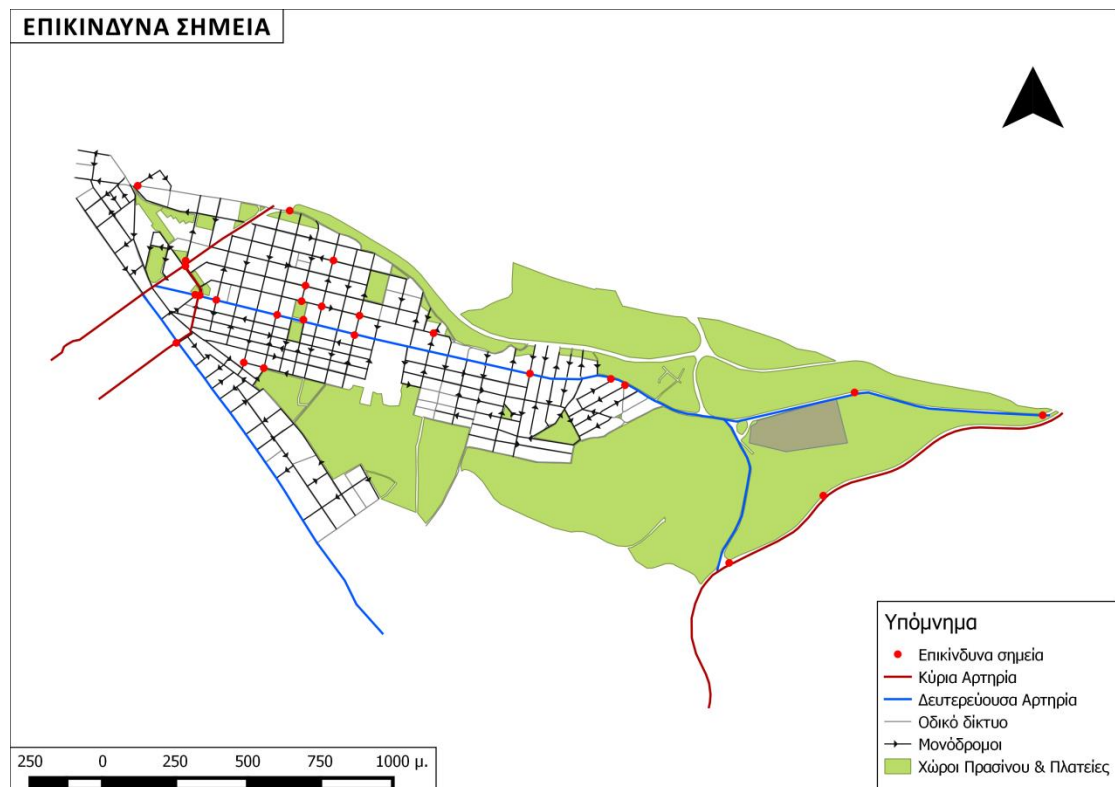 ΕΠΙΚΙΝΔΥΝΑ ΣΗΜΕΙΑ
Υπόμνημα
Επικίνδυνα σημεία
Κύρια Αρτηρία
Δευτερεύουσα Αρτηρία
Οδικό δίκτυο
Μονόδρομοι
Χώροι Πρασίνου & Πλατείες
250 0 250 500 750 1000 μ.